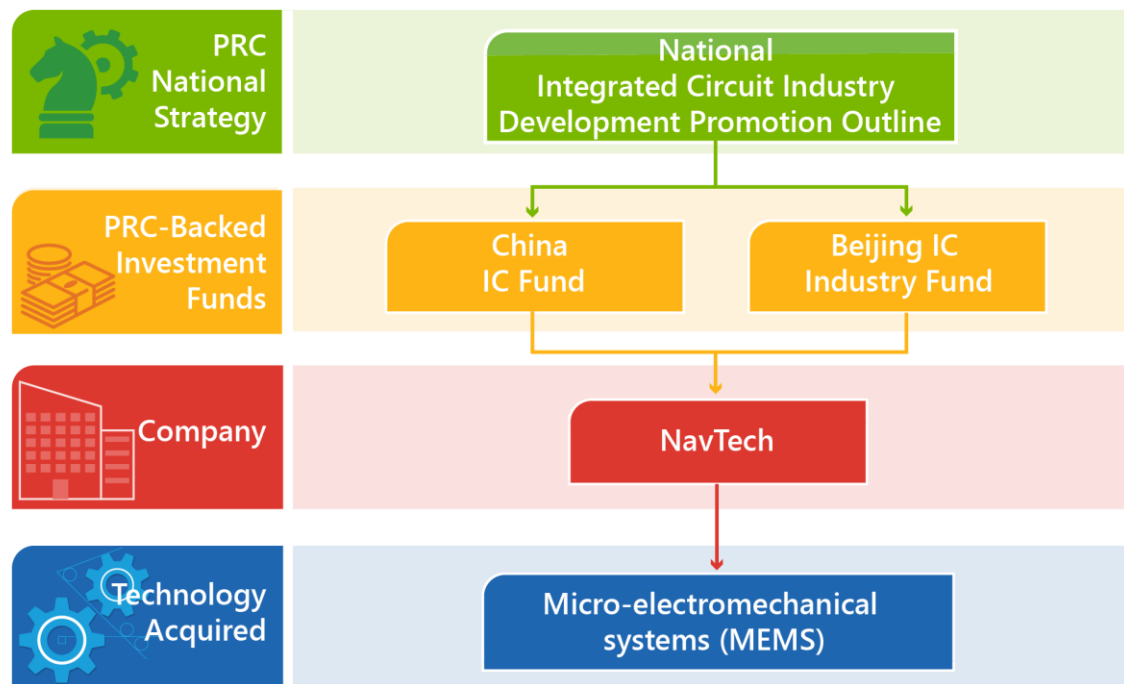 PRC
National
Strategy
National
Integrated Circuit Industry
Development Promotion Outline
PRC-Backed
Investment
Funds
China
IC Fund
Beijing IC
Industry Fund
Company
NavTech
Technology
Acquired
Micro-electromechanical
systems (MEMS)